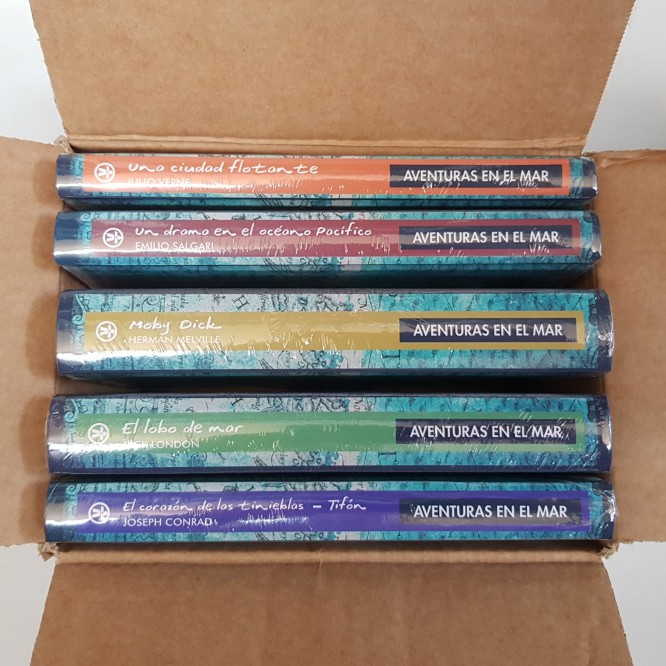 una ciudad flotante
JULIO VERNE
AVENTURAS EN EL MAR
un drama en el océano Pacífico
EMILIO SALGARI
AVENTURAS EN EL MAR
Moby Dick
HERMAN MELVILLE
AVENTURAS EN EL MAR
El lobo de mar
JACK LONDON
AVENTURAS EN EL MAR
El corazón de las tinieblas – Tifón
JOSEPH CONRAD
AVENTURAS EN EL MAR